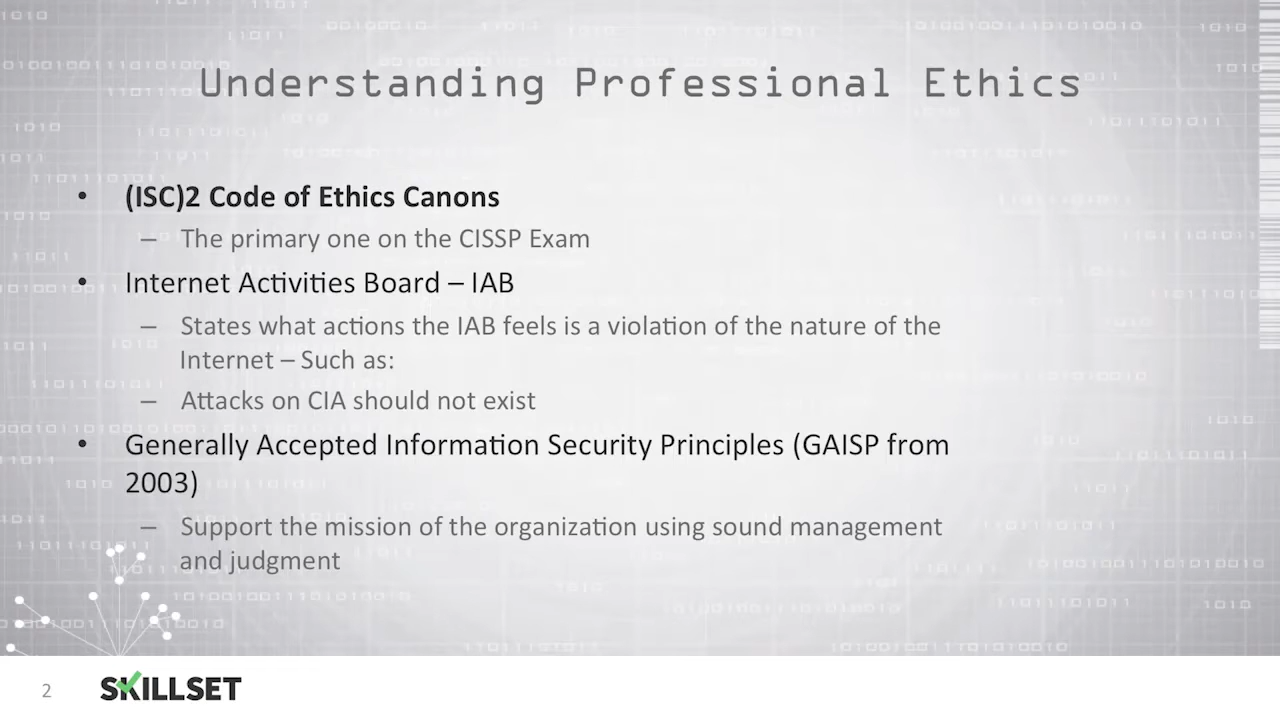 Understanding Professional Ethics
• (ISC)2 Code of Ethics Canons
– The primary one on the CISSP Exam
• Internet Activities Board – IAB
– States what actions the IAB feels is a violation of the nature of the
Internet – Such as:
– Attacks on CIA should not exist
• Generally Accepted Information Security Principles (GAISP from
2003)
– Support the mission of the organization using sound management
and judgment
2
SKILLSET